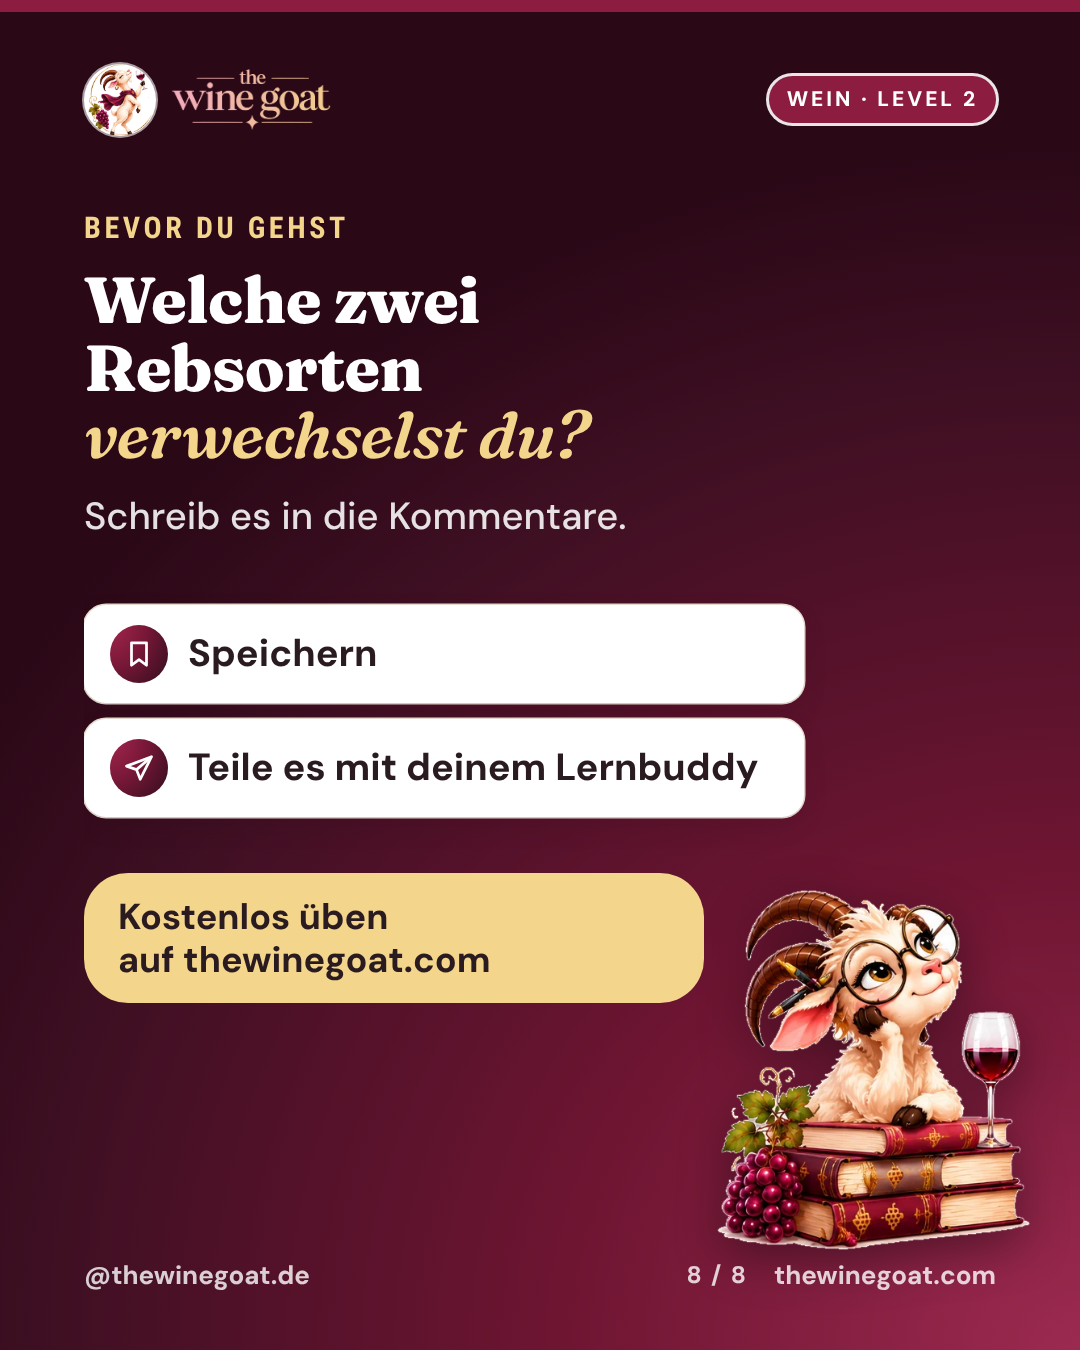 the
wine goat
WEIN · LEVEL 2
BEVOR DU GEHST
Welche zwei
Rebsorten
verwechselst du?
Schreib es in die Kommentare.
Speichern
Teile es mit deinem Lernbuddy
Kostenlos üben
auf thewinegoat.com
@thewinegoat.de
8 / 8
thewinegoat.com